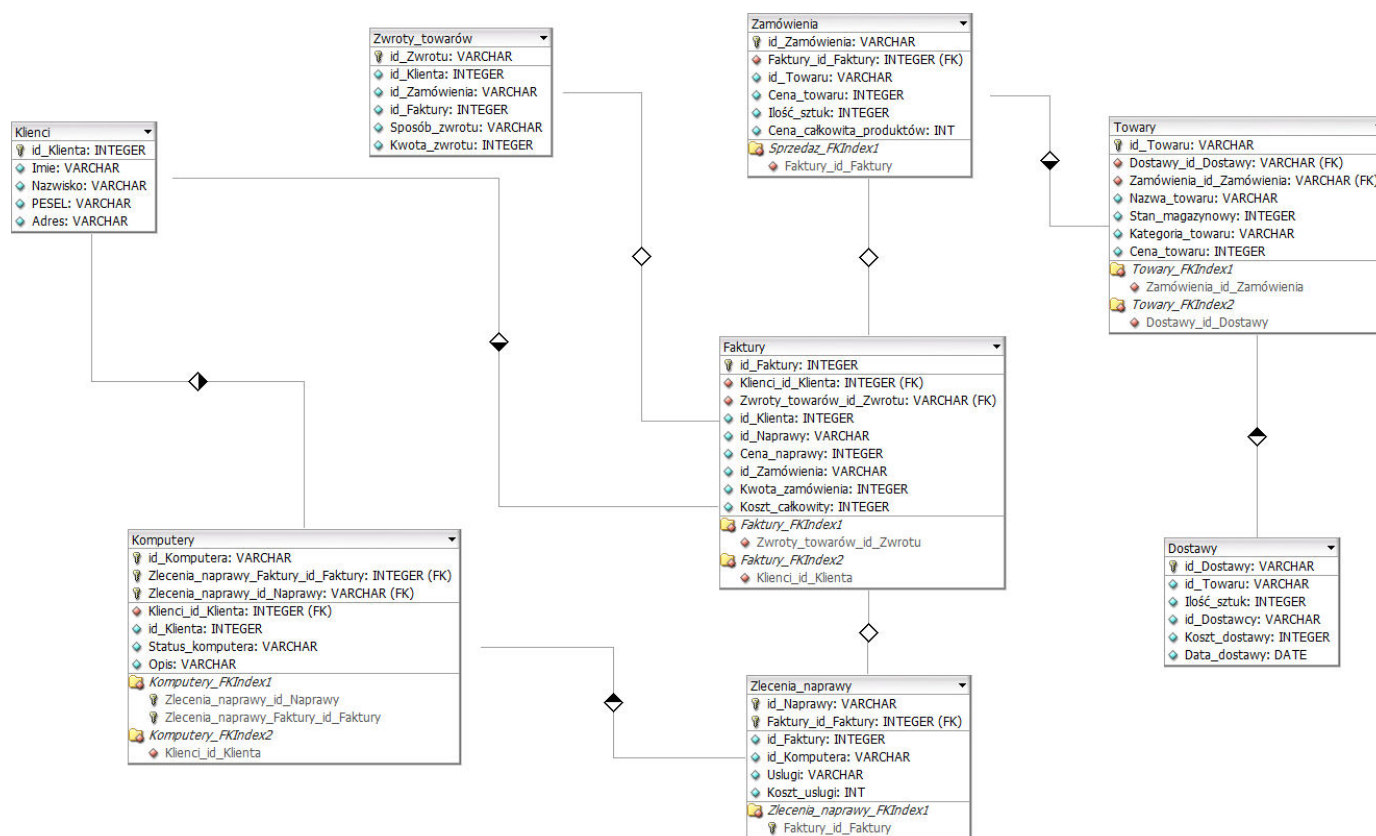 Zwroty_towarów
id_Zwrotu: VARCHAR
id_Klienta: INTEGER
id_Zamówienia: VARCHAR
id_Faktury: INTEGER
Sposób_zwrotu: VARCHAR
Kwota_zwrotu: INTEGER
Zamówienia
id_Zamówienia: VARCHAR
Faktury_id_Faktury: INTEGER (FK)
id_Towaru: VARCHAR
Cena_towaru: INTEGER
Ilość_sztuk: INTEGER
Cena_całkowita_produktów: INT
Sprzedaz_FKIndex1
Faktury_id_Faktury
Klienci
id_Klienta: INTEGER
Imie: VARCHAR
Nazwisko: VARCHAR
PESEL: VARCHAR
Adres: VARCHAR
Towary
id_Towaru: VARCHAR
Dostawy_id_Dostawy: VARCHAR (FK)
Zamówienia_id_Zamówienia: VARCHAR (FK)
Nazwa_towaru: VARCHAR
Stan_magazynowy: INTEGER
Kategoria_towaru: VARCHAR
Cena_towaru: INTEGER
Towary_FKIndex1
Zamówienia_id_Zamówienia
Towary_FKIndex2
Dostawy_id_Dostawy
Faktury
id_Faktury: INTEGER
Klienci_id_Klienta: INTEGER (FK)
Zwroty_towarów_id_Zwrotu: VARCHAR (FK)
id_Klienta: INTEGER
id_Naprawy: VARCHAR
Cena_naprawy: INTEGER
id_Zamówienia: VARCHAR
Kwota_zamówienia: INTEGER
Koszt_całkowity: INTEGER
Faktury_FKIndex1
Zwroty_towarów_id_Zwrotu
Faktury_FKIndex2
Klienci_id_Klienta
Komputery
id_Komputera: VARCHAR
Zlecenia_naprawy_Faktury_id_Faktury: INTEGER (FK)
Zlecenia_naprawy_id_Naprawy: VARCHAR (FK)
Klienci_id_Klienta: INTEGER (FK)
id_Klienta: INTEGER
Status_komputera: VARCHAR
Opis: VARCHAR
Komputery_FKIndex1
Zlecenia_naprawy_id_Naprawy
Zlecenia_naprawy_Faktury_id_Faktury
Komputery_FKIndex2
Klienci_id_Klienta
Dostawy
id_Dostawy: VARCHAR
id_Towaru: VARCHAR
Ilość_sztuk: INTEGER
id_Dostawcy: VARCHAR
Koszt_dostawy: INTEGER
Data_dostawy: DATE
Zlecenia_naprawy
id_Naprawy: VARCHAR
Faktury_id_Faktury: INTEGER (FK)
id_Faktury: INTEGER
id_Komputera: VARCHAR
Uslugi: VARCHAR
Koszt_uslugi: INT
Zlecenia_naprawy_FKIndex1
Faktury_id_Faktury